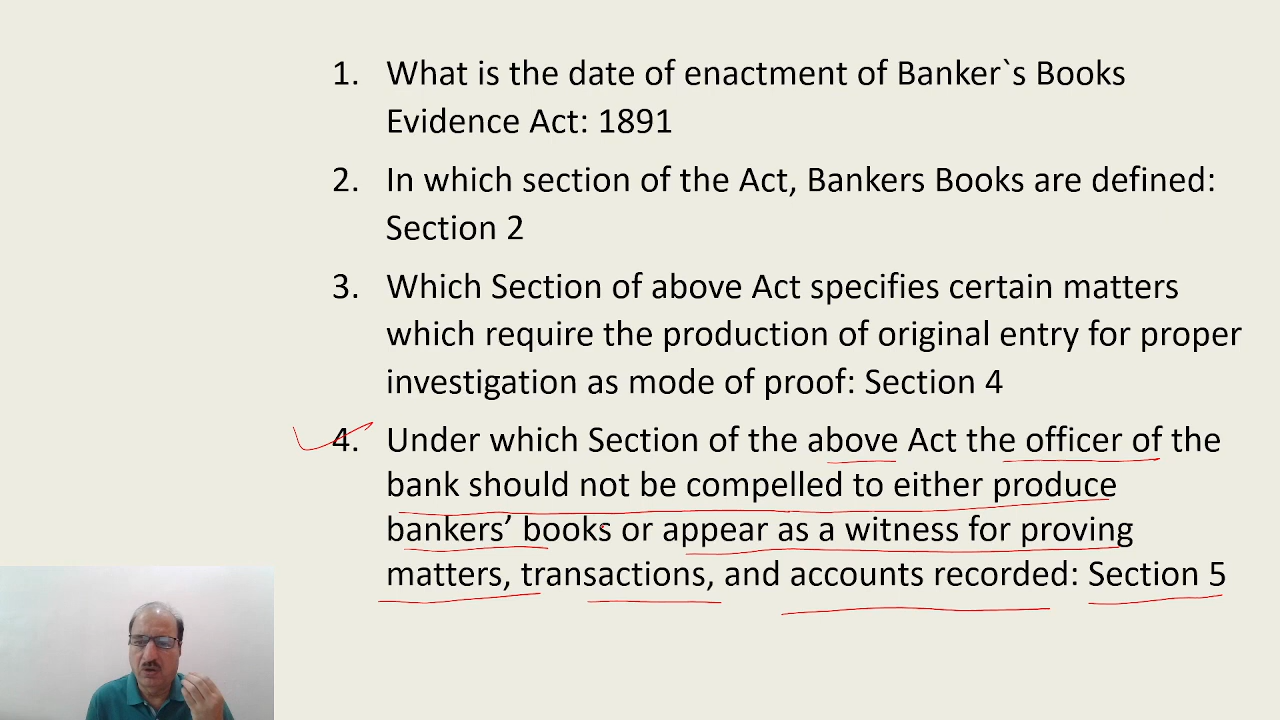 1. What is the date of enactment of Banker`s Books
Evidence Act: 1891
2. In which section of the Act, Bankers Books are defined:
Section 2
3. Which Section of above Act specifies certain matters
which require the production of original entry for proper
investigation as mode of proof: Section 4
4. Under which Section of the above Act the officer of the
bank should not be compelled to either produce
bankers’ books or appear as a witness for proving
matters, transactions, and accounts recorded: Section 5